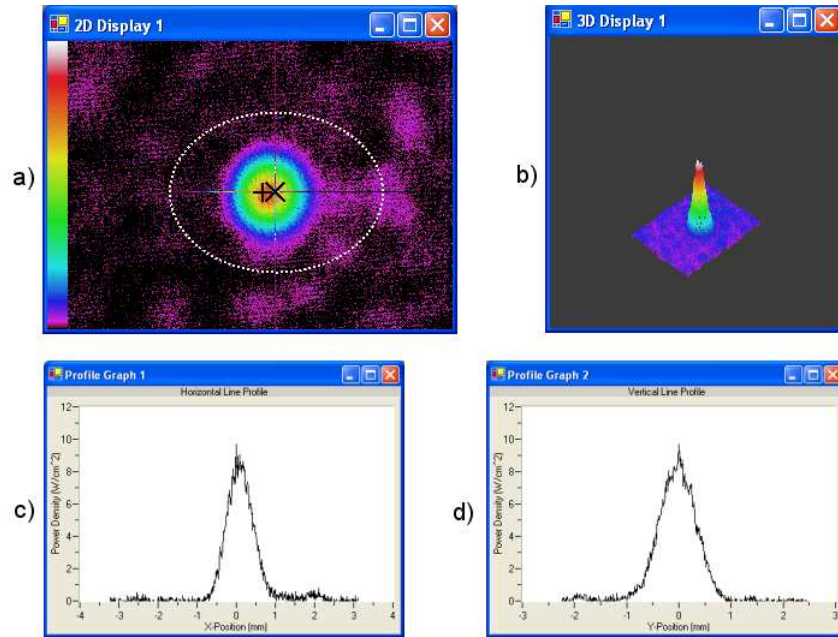 2D Display 1
3D Display 1
a)
b)
Profile Graph 1
Horizontal Line Profile
12
10
8
6
4
2
0
Power Density (W/cm^2)
-4 -3 -2 -1 0 1 2 3 4
X-Position (mm)
c)
Profile Graph 2
Vertical Line Profile
12
10
8
6
4
2
0
Power Density (W/cm^2)
-3 -2 -1 0 1 2 3
Y-Position (mm)
d)